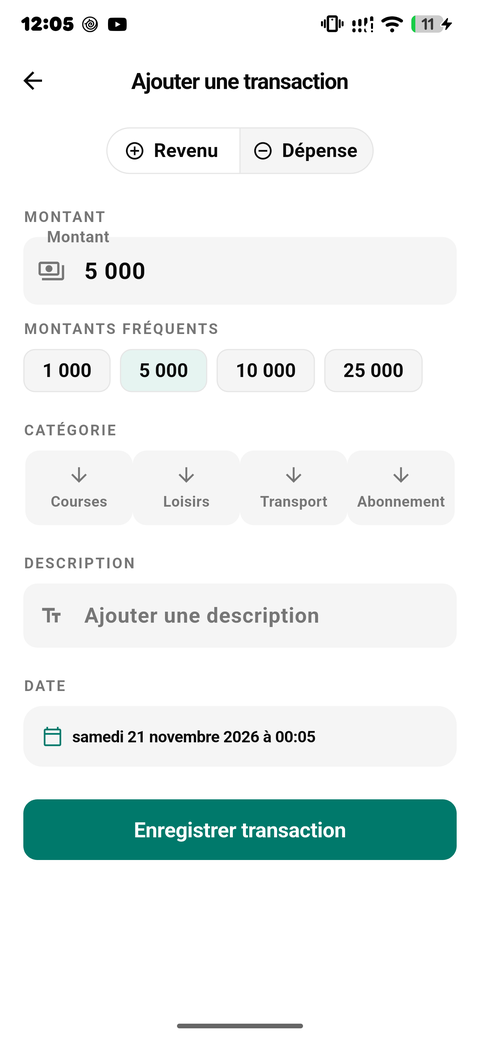 12:05
11
Ajouter une transaction
Revenu
Dépense
MONTANT
Montant
5 000
MONTANTS FRÉQUENTS
1 000
5 000
10 000
25 000
CATÉGORIE
Courses
Loisirs
Transport
Abonnement
DESCRIPTION
Tт Ajouter une description
DATE
samedi 21 novembre 2026 à 00:05
Enregistrer transaction